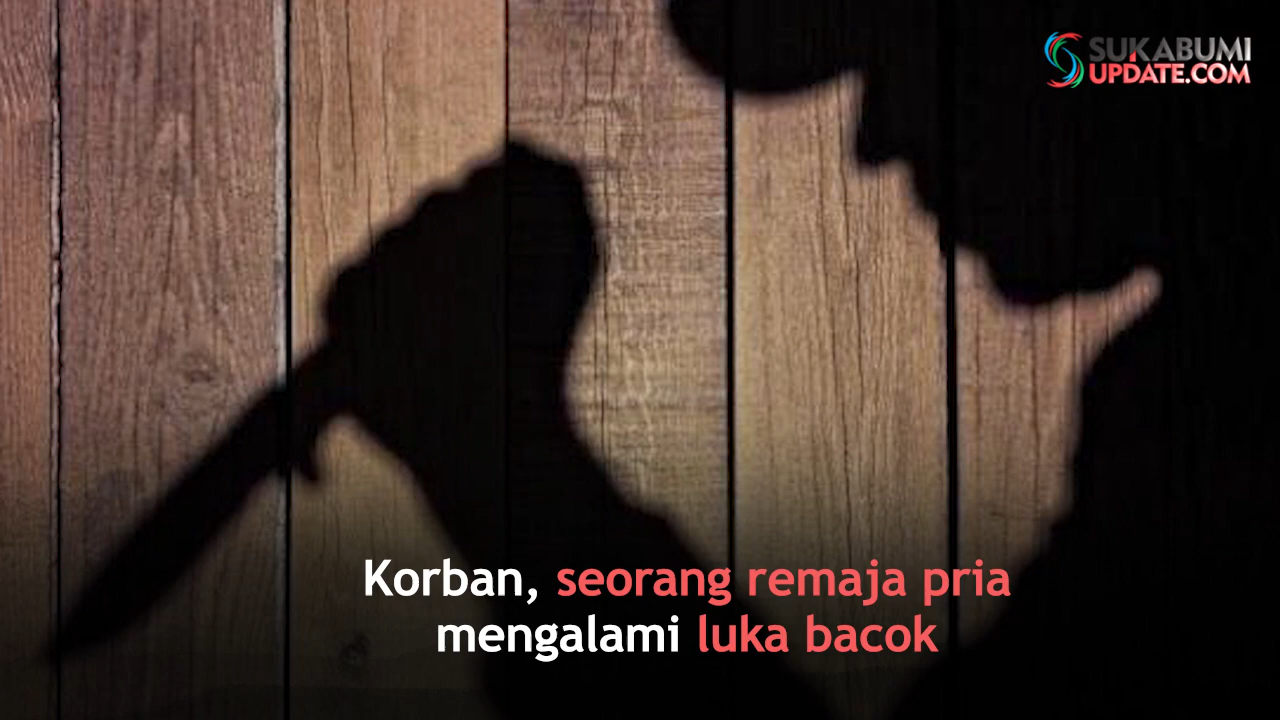 SUKABUMI
UPDATE.COM
Korban, seorang remaja pria
mengalami luka bacok